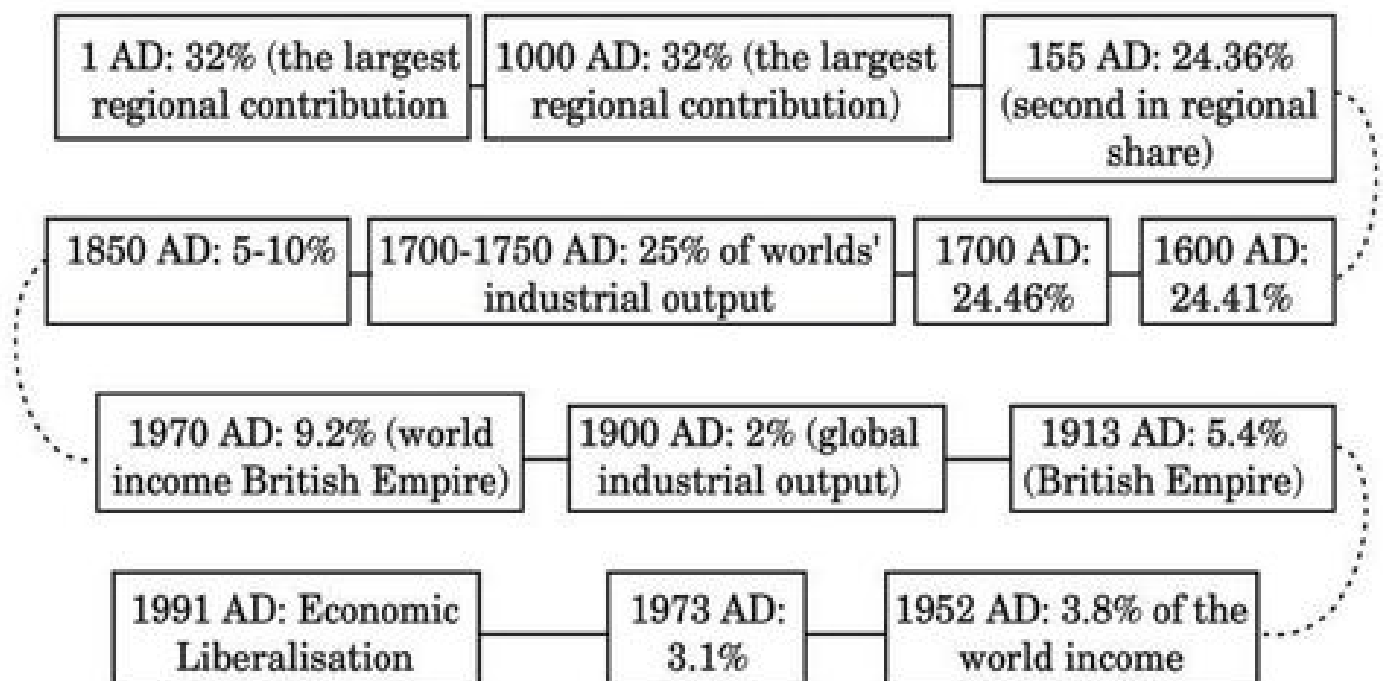 1 AD: 32% (the largest
regional contribution
1000 AD: 32% (the largest
regional contribution)
155 AD: 24.36%
(second in regional
share)
1850 AD: 5-10%
1700-1750 AD: 25% of worlds'
industrial output
1700 AD:
24.46%
1600 AD:
24.41%
1970 AD: 9.2% (world
income British Empire)
1900 AD: 2% (global
industrial output)
1913 AD: 5.4%
(British Empire)
1991 AD: Economic
Liberalisation
1973 AD:
3.1%
1952 AD: 3.8% of the
world income